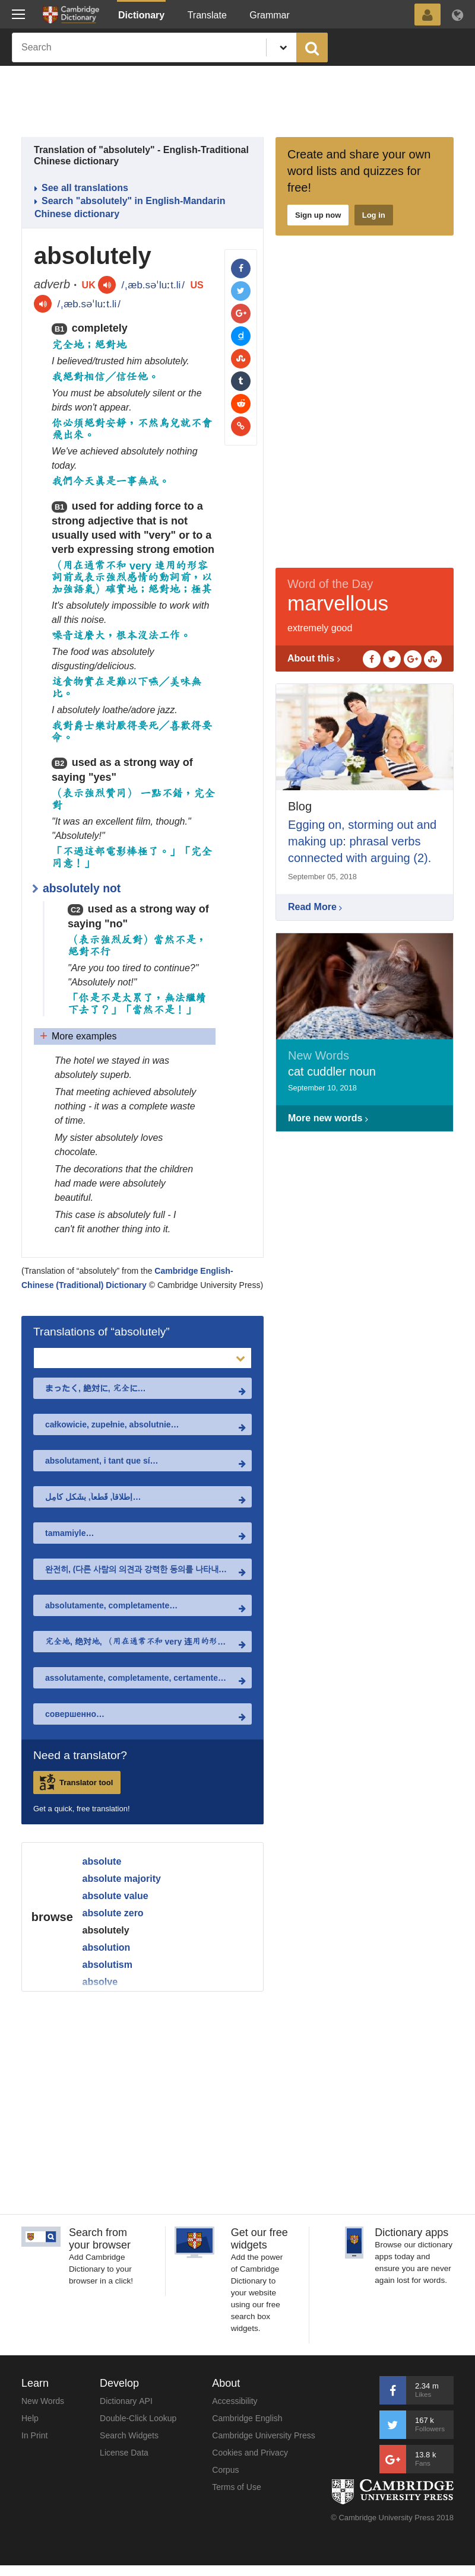 Cambridge Dictionary
Dictionary
Translate
Grammar
Search
Translation of "absolutely" - English-Traditional
Chinese dictionary
See all translations
Search "absolutely" in English-Mandarin
Chinese dictionary
absolutely
adverb · UK /ˌæb.səˈluːt.li/ US
/ˌæb.səˈluːt.li/
B1 completely
完全地；絕對地
I believed/trusted him absolutely.
我絕對相信／信任他。
You must be absolutely silent or the
birds won't appear.
你必須絕對安靜，不然鳥兒就不會
飛出來。
We've achieved absolutely nothing
today.
我們今天真是一事無成。
B1 used for adding force to a
strong adjective that is not
usually used with "very" or to a
verb expressing strong emotion
（用在通常不和 very 連用的形容
詞前或表示強烈感情的動詞前，以
加強語氣）確實地；絕對地；極其
It's absolutely impossible to work with
all this noise.
噪音這麼大，根本沒法工作。
The food was absolutely
disgusting/delicious.
這食物實在是難以下嚥／美味無
比。
I absolutely loathe/adore jazz.
我對爵士樂討厭得要死／喜歡得要
命。
B2 used as a strong way of
saying "yes"
（表示強烈贊同） 一點不錯，完全
對
"It was an excellent film, though."
"Absolutely!"
「不過這部電影棒極了。」「完全
同意！」
absolutely not
C2 used as a strong way of
saying "no"
（表示強烈反對）當然不是，
絕對不行
"Are you too tired to continue?"
"Absolutely not!"
「你是不是太累了，無法繼續
下去了？」「當然不是！」
More examples
The hotel we stayed in was
absolutely superb.
That meeting achieved absolutely
nothing - it was a complete waste
of time.
My sister absolutely loves
chocolate.
The decorations that the children
had made were absolutely
beautiful.
This case is absolutely full - I
can't fit another thing into it.
(Translation of “absolutely” from the Cambridge English-
Chinese (Traditional) Dictionary © Cambridge University Press)
Create and share your own
word lists and quizzes for
free!
Sign up now
Log in
Word of the Day
marvellous
extremely good
About this
Blog
Egging on, storming out and
making up: phrasal verbs
connected with arguing (2).
September 05, 2018
Read More
New Words
cat cuddler noun
September 10, 2018
More new words
Translations of “absolutely”
まったく, 絶対に, 完全に…
całkowicie, zupełnie, absolutnie…
absolutament, i tant que sí…
إطلاقاً, قَطعاً, بشَكل كامِل…
tamamiyle…
완전히, (다른 사람의 의견과 강력한 동의를 나타내…
absolutamente, completamente…
完全地, 绝对地, （用在通常不和 very 连用的形…
assolutamente, completamente, certamente…
совершенно…
Need a translator?
Translator tool
Get a quick, free translation!
browse
absolute
absolute majority
absolute value
absolute zero
absolutely
absolution
absolutism
absolve
Search from
your browser
Add Cambridge
Dictionary to your
browser in a click!
Get our free
widgets
Add the power
of Cambridge
Dictionary to
your website
using our free
search box
widgets.
Dictionary apps
Browse our dictionary
apps today and
ensure you are never
again lost for words.
Learn
New Words
Help
In Print
Develop
Dictionary API
Double-Click Lookup
Search Widgets
License Data
About
Accessibility
Cambridge English
Cambridge University Press
Cookies and Privacy
Corpus
Terms of Use
2.34 m
Likes
167 k
Followers
13.8 k
Fans
CAMBRIDGE
UNIVERSITY PRESS
© Cambridge University Press 2018